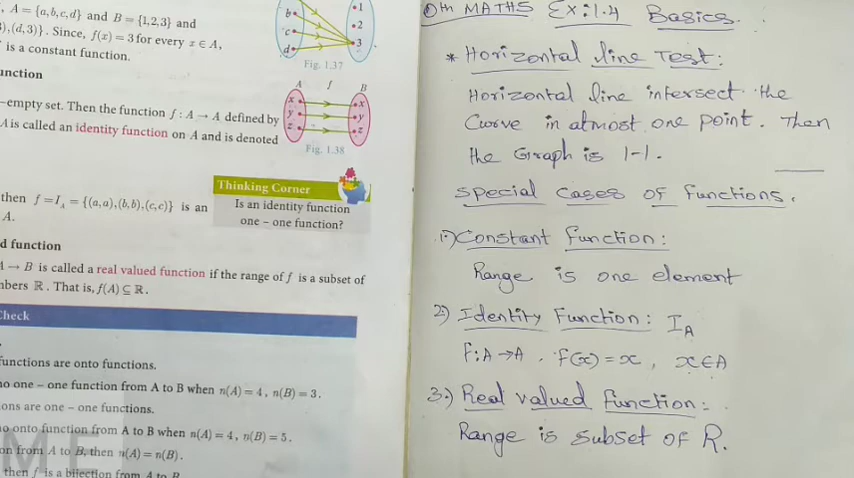 A = {a,b,c,d} and B = {1,2,3} and
(d,3)}. Since, f(x) = 3 for every x ∈ A,
is a constant function.
b
c
d
1
2
3
Fig. 1.37
unction
–empty set. Then the function f : A → A defined by
A is called an identity function on A and is denoted
A f B
x x
y y
z z
Fig. 1.38
Thinking Corner
Is an identity function
one – one function?
then f = I_A = {(a,a),(b,b),(c,c)} is an
A.
d function
A → B is called a real valued function if the range of f is a subset of
mbers ℝ. That is, f(A) ⊆ ℝ.
Check
functions are onto functions.
no one – one function from A to B when n(A) = 4, n(B) = 3.
ons are one – one functions.
no onto function from A to B when n(A) = 4, n(B) = 5.
on from A to B, then n(A) = n(B).
then f is a bijection from A to B
ME
0th MATHS Ex:1.4 Basics.
* Horizontal line Test:
Horizontal line intersect the
Curve in atmost one point. Then
the Graph is 1-1.
Special Cases of Functions.
1.) Constant function:
Range is one element
2) Identity Function: I_A
F:A→A. f(x) = x, x∈A
3.) Real valued function:
Range is subset of R.